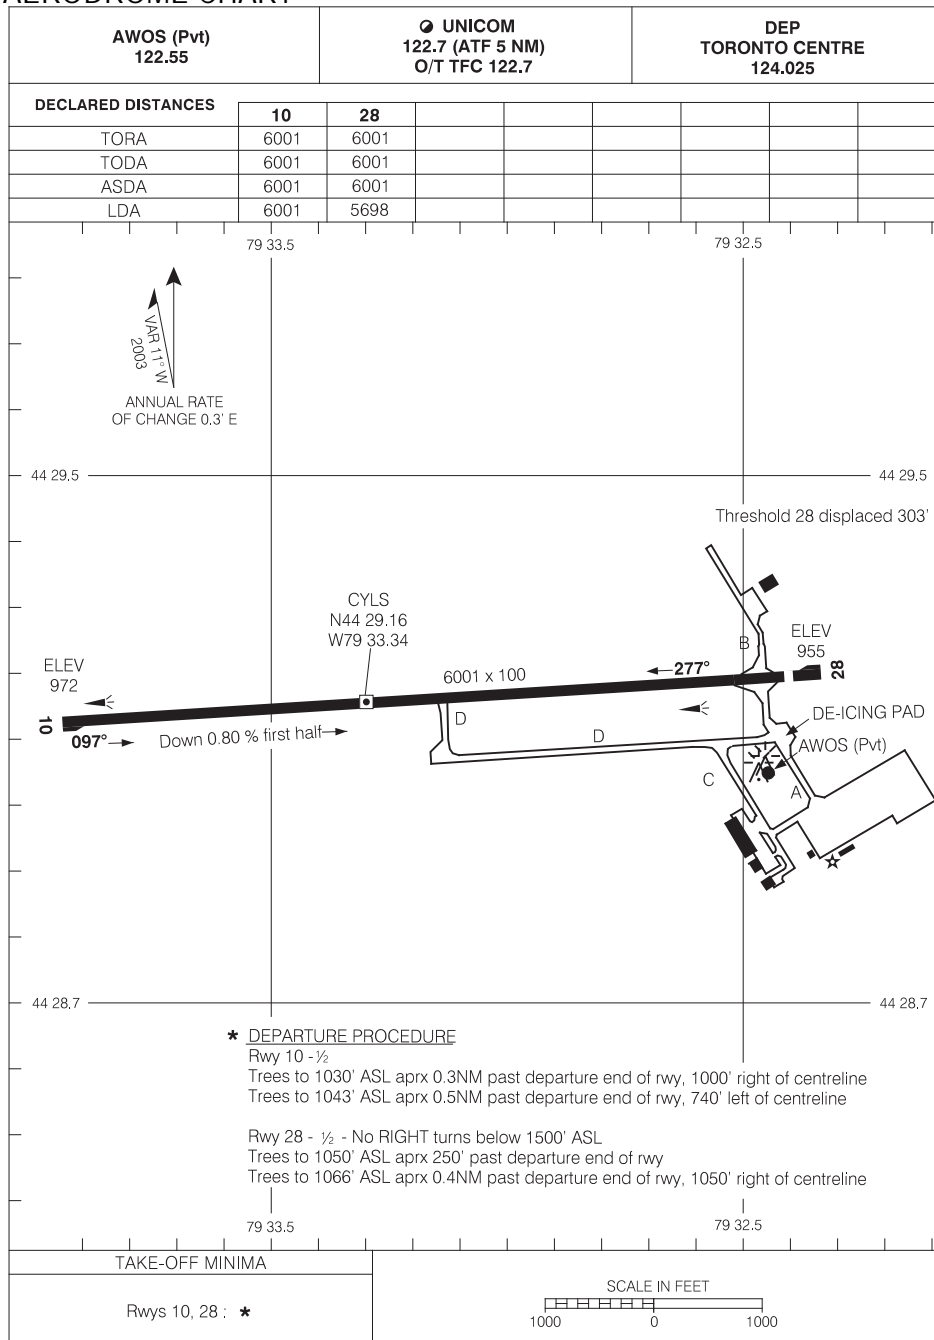 AERODROME CHART
AWOS (Pvt)
122.55
UNICOM
122.7 (ATF 5 NM)
O/T TFC 122.7
DEP
TORONTO CENTRE
124.025
DECLARED DISTANCES 10 28
TORA 6001 6001
TODA 6001 6001
ASDA 6001 6001
LDA 6001 5698
79 33.5 79 32.5
VAR 11° W
2003
ANNUAL RATE
OF CHANGE 0.3' E
44 29.5 44 29.5
Threshold 28 displaced 303'
CYLS
N44 29.16
W79 33.34
B
ELEV
955
ELEV
972
6001 x 100
277°
28
10
097°
Down 0.80 % first half
D
D
DE-ICING PAD
AWOS (Pvt)
C
A
44 28.7 44 28.7
* DEPARTURE PROCEDURE
Rwy 10 - ½
Trees to 1030' ASL aprx 0.3NM past departure end of rwy, 1000' right of centreline
Trees to 1043' ASL aprx 0.5NM past departure end of rwy, 740' left of centreline
Rwy 28 - ½ - No RIGHT turns below 1500' ASL
Trees to 1050' ASL aprx 250' past departure end of rwy
Trees to 1066' ASL aprx 0.4NM past departure end of rwy, 1050' right of centreline
79 33.5 79 32.5
TAKE-OFF MINIMA
Rwys 10, 28 : *
SCALE IN FEET
1000 0 1000